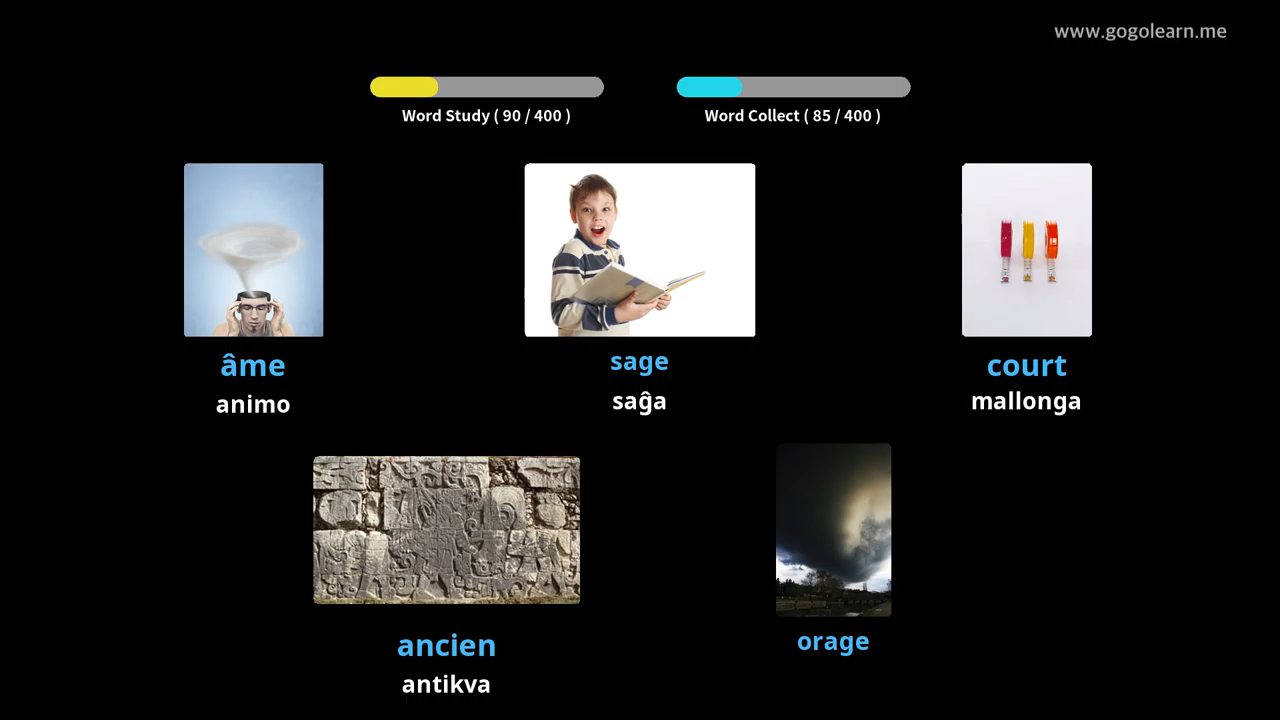 www.gogolearn.me
Word Study ( 90 / 400 )
Word Collect ( 85 / 400 )
âme
animo
sage
saĝa
court
mallonga
ancien
antikva
orage